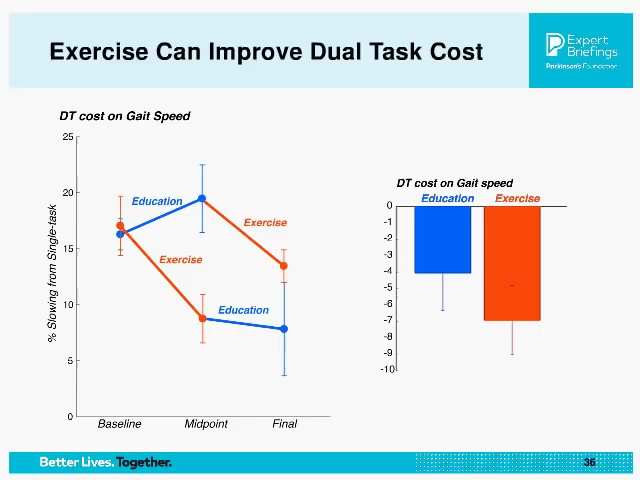 Exercise Can Improve Dual Task Cost
Expert
Briefings
Parkinson's Foundation
DT cost on Gait Speed
25
20
15
10
5
0
% Slowing from Single-task
Education
Exercise
Exercise
Education
Baseline Midpoint Final
DT cost on Gait speed
Education Exercise
0
-1
-2
-3
-4
-5
-6
-7
-8
-9
-10
Better Lives. Together.
36